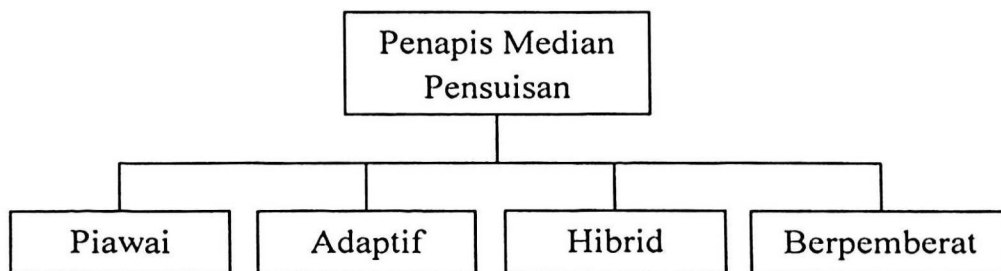 Penapis Median
Pensuisan
Piawai
Adaptif
Hibrid
Berpemberat